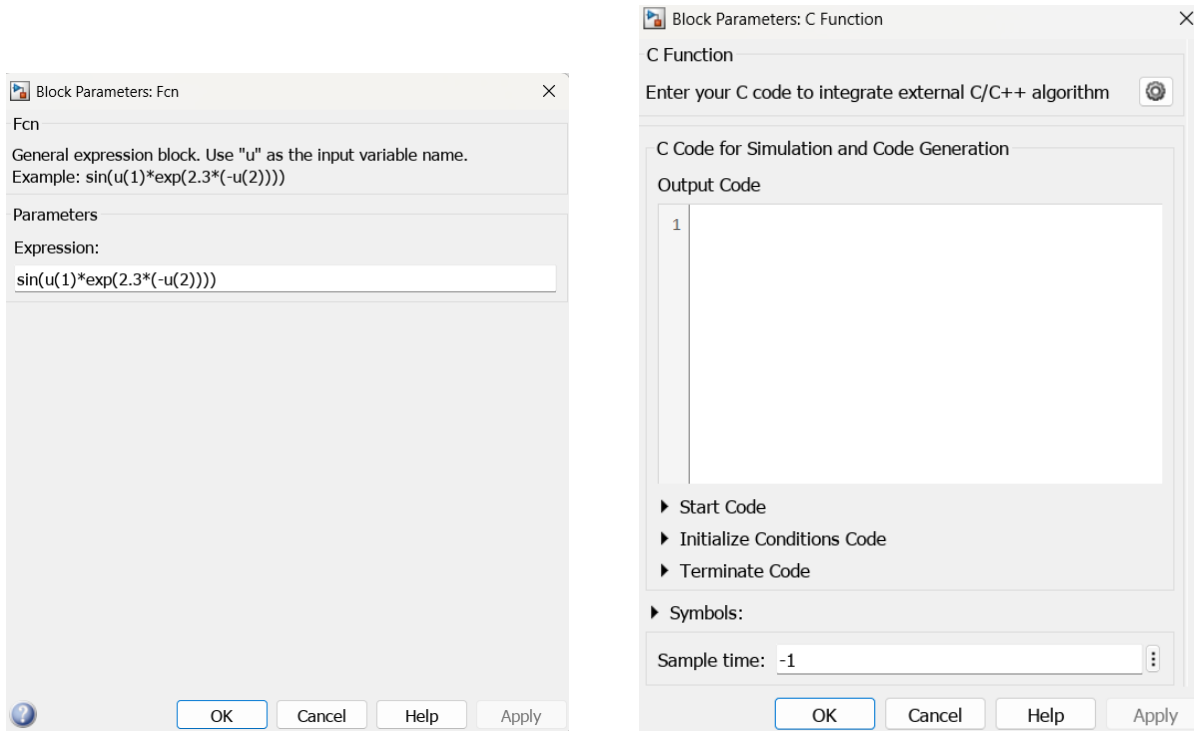 Block Parameters: Fcn
Fcn
General expression block. Use "u" as the input variable name.
Example: sin(u(1)*exp(2.3*(-u(2))))
Parameters
Expression:
sin(u(1)*exp(2.3*(-u(2))))
?
OK
Cancel
Help
Apply
Block Parameters: C Function
C Function
Enter your C code to integrate external C/C++ algorithm
C Code for Simulation and Code Generation
Output Code
1
Start Code
Initialize Conditions Code
Terminate Code
Symbols:
Sample time: -1
OK
Cancel
Help
Apply